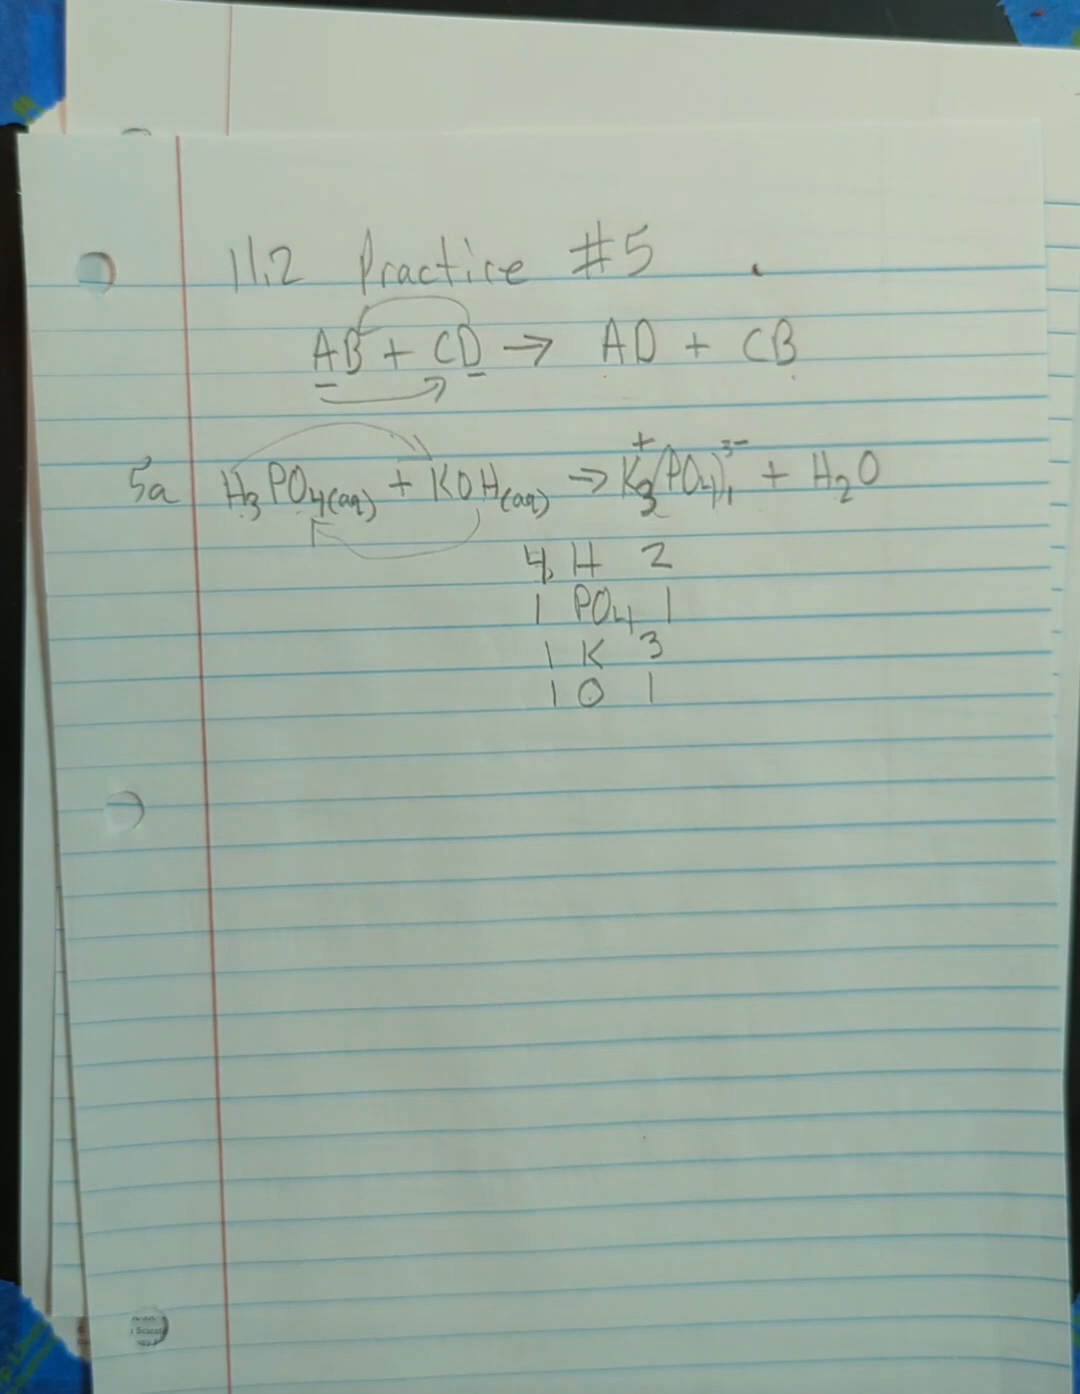 11.2 Practice #5
AB + CD → AD + CB
5a H₃PO₄(aq) + KOH(aq) → K₃⁺(PO₄)₁³⁻ + H₂O
4 H 2
1 PO₄ 1
1 K 3
1 O 1